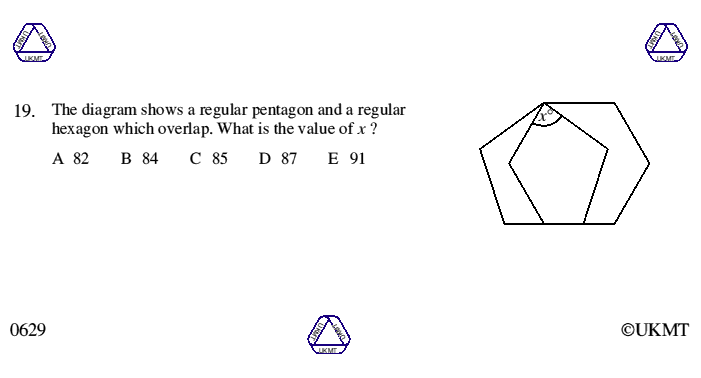 UKMT UKMT UKMT
UKMT UKMT UKMT
19. The diagram shows a regular pentagon and a regular
hexagon which overlap. What is the value of x ?
A 82 B 84 C 85 D 87 E 91
x°
0629
UKMT UKMT UKMT
©UKMT